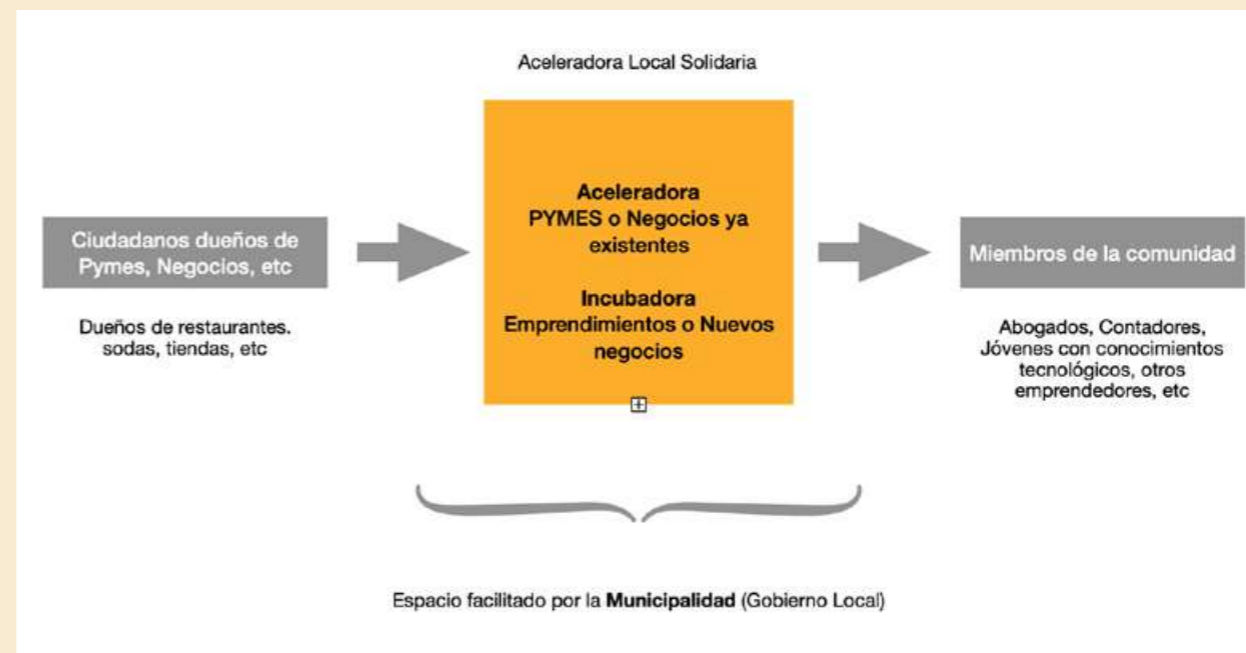 Aceleradora Local Solidaria
Ciudadanos dueños de
Pymes, Negocios, etc
Dueños de restaurantes.
sodas, tiendas, etc
Aceleradora
PYMES o Negocios ya
existentes
Incubadora
Emprendimientos o Nuevos
negocios
Miembros de la comunidad
Abogados, Contadores,
Jóvenes con conocimientos
tecnológicos, otros
emprendedores, etc
Espacio facilitado por la Municipalidad (Gobierno Local)